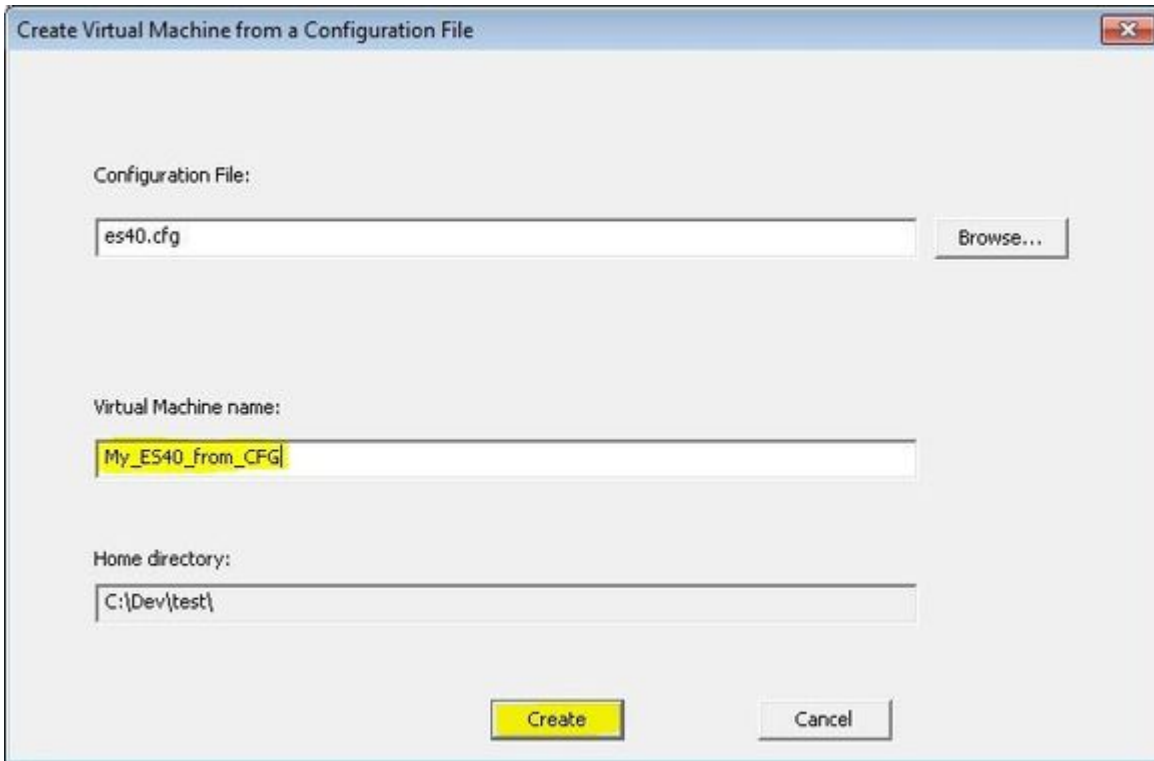 Create Virtual Machine from a Configuration File
Configuration File:
es40.cfg
Browse...
Virtual Machine name:
My_ES40_from_CFG
Home directory:
C:\Dev\test\
Create
Cancel